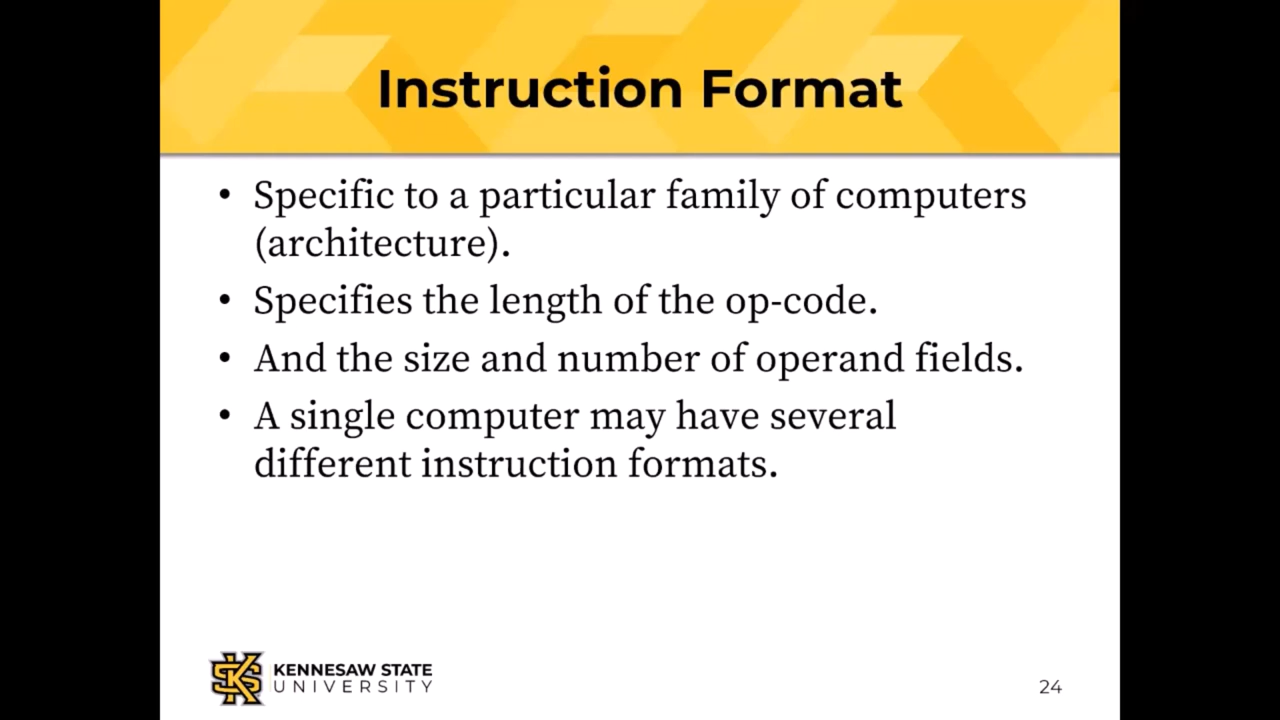 Instruction Format
• Specific to a particular family of computers
(architecture).
• Specifies the length of the op-code.
• And the size and number of operand fields.
• A single computer may have several
different instruction formats.
KENNESAW STATE
UNIVERSITY
24